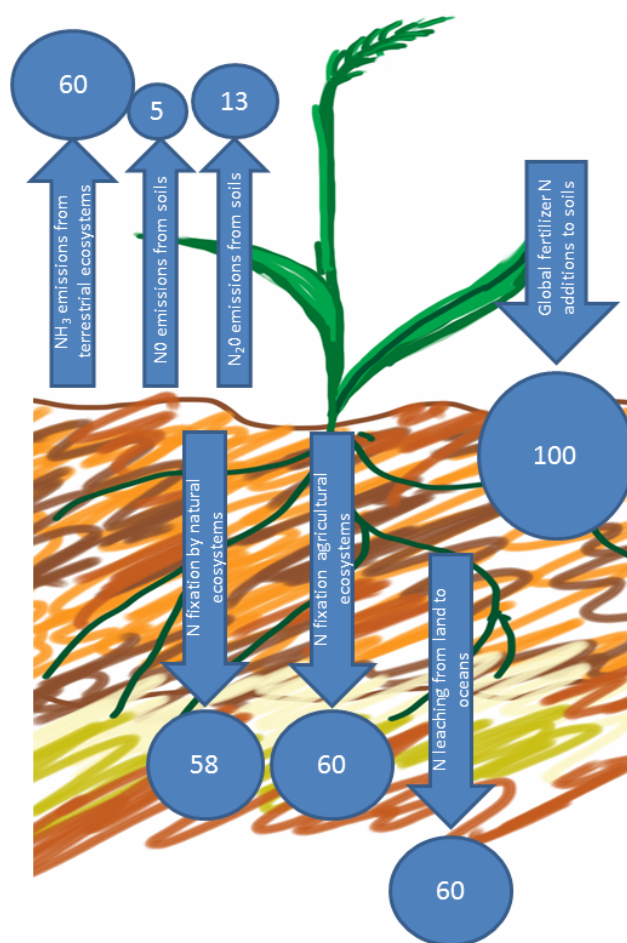 60
5
13
NH₃ emissions from
terrestrial ecosystems
N0 emissions from soils
N₂0 emissions from soils
Global fertilizer N
additions to soils
100
N fixation by natural
ecosystems
58
N fixation agricultural
ecosystems
60
N leaching from land to
oceans
60